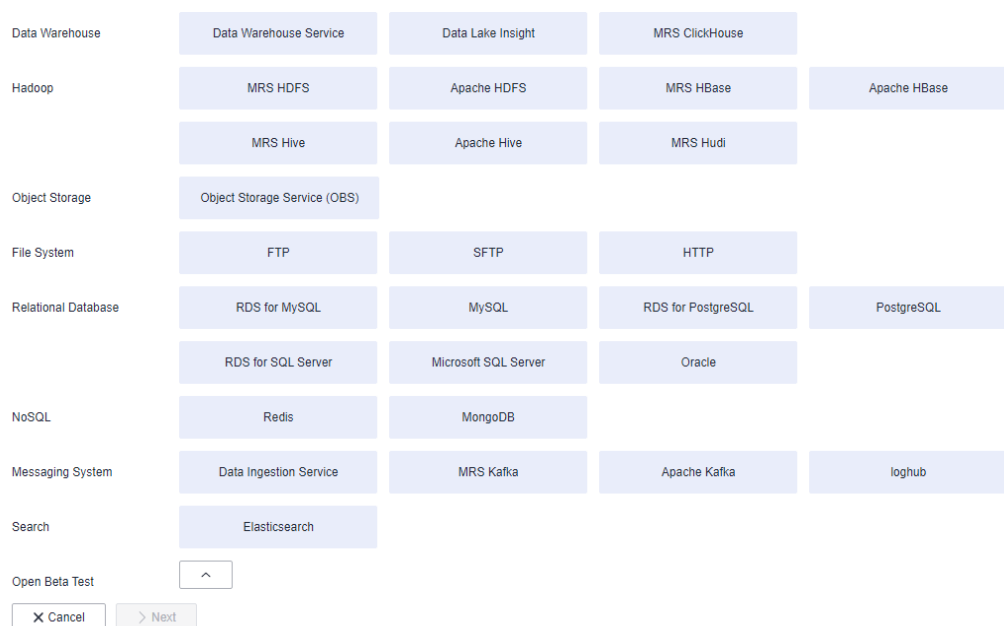 Data Warehouse Data Warehouse Service Data Lake Insight MRS ClickHouse
Hadoop MRS HDFS Apache HDFS MRS HBase Apache HBase
MRS Hive Apache Hive MRS Hudi
Object Storage Object Storage Service (OBS)
File System FTP SFTP HTTP
Relational Database RDS for MySQL MySQL RDS for PostgreSQL PostgreSQL
RDS for SQL Server Microsoft SQL Server Oracle
NoSQL Redis MongoDB
Messaging System Data Ingestion Service MRS Kafka Apache Kafka loghub
Search Elasticsearch
Open Beta Test
Cancel Next